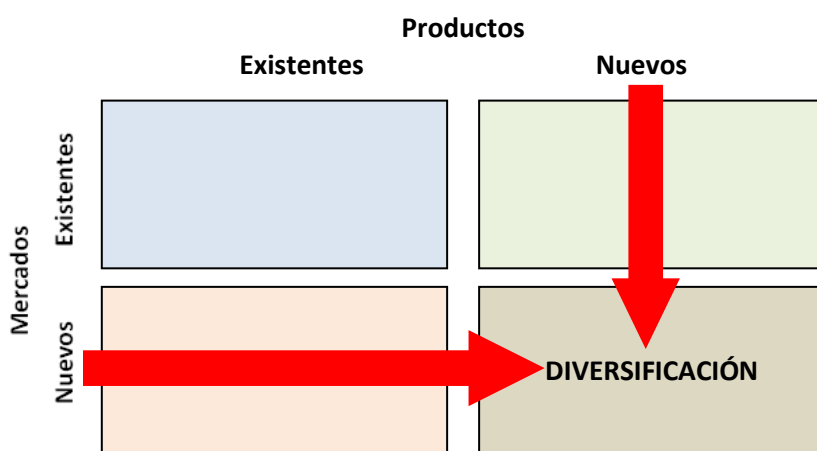 Productos
Existentes Nuevos
Mercados
Existentes
Nuevos
DIVERSIFICACIÓN